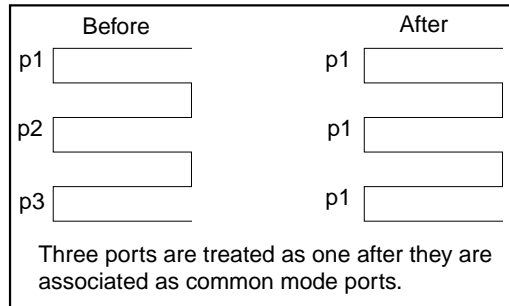 Before After
p1 p1
p2 p1
p3 p1
Three ports are treated as one after they are
associated as common mode ports.